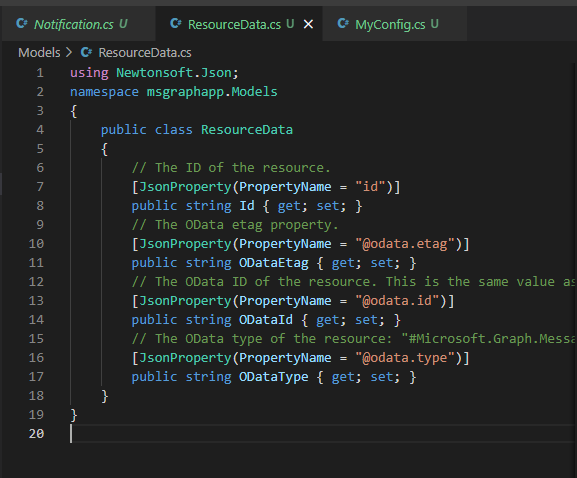 C# Notification.cs U
C# ResourceData.cs U ×
C# MyConfig.cs U
Models > C# ResourceData.cs
1 using Newtonsoft.Json;
2 namespace msgraphapp.Models
3 {
4 public class ResourceData
5 {
6 // The ID of the resource.
7 [JsonProperty(PropertyName = "id")]
8 public string Id { get; set; }
9 // The OData etag property.
10 [JsonProperty(PropertyName = "@odata.etag")]
11 public string ODataEtag { get; set; }
12 // The OData ID of the resource. This is the same value as
13 [JsonProperty(PropertyName = "@odata.id")]
14 public string ODataId { get; set; }
15 // The OData type of the resource: "#Microsoft.Graph.Messa
16 [JsonProperty(PropertyName = "@odata.type")]
17 public string ODataType { get; set; }
18 }
19 }
20